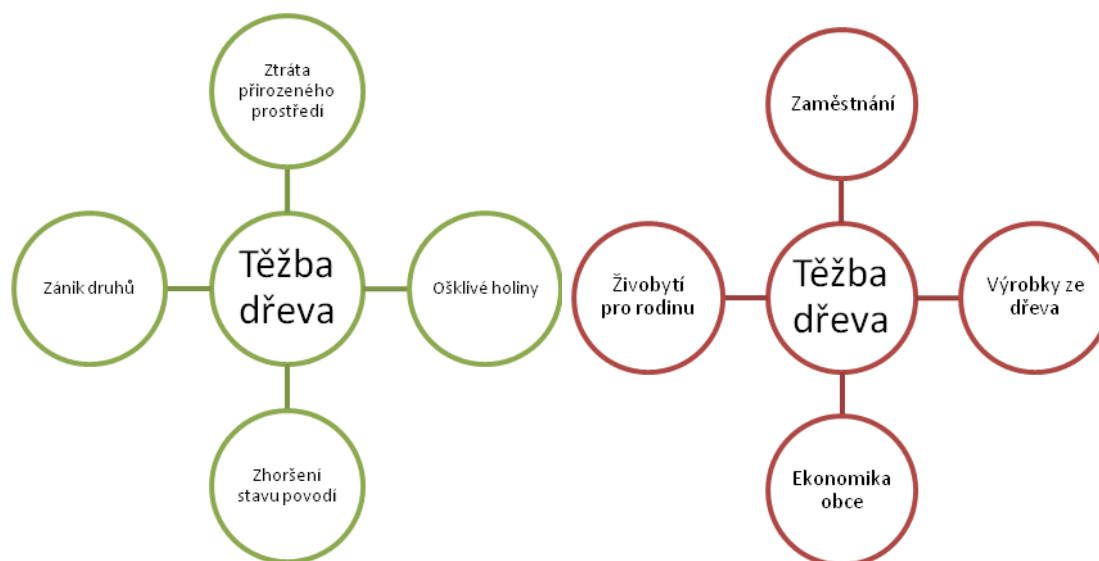 Ztráta
přirozeného
prostředí
Zánik druhů
Těžba
dřeva
Ošklivé holiny
Zhoršení
stavu povodí
Zaměstnání
Živobytí
pro rodinu
Těžba
dřeva
Výrobky ze
dřeva
Ekonomika
obce